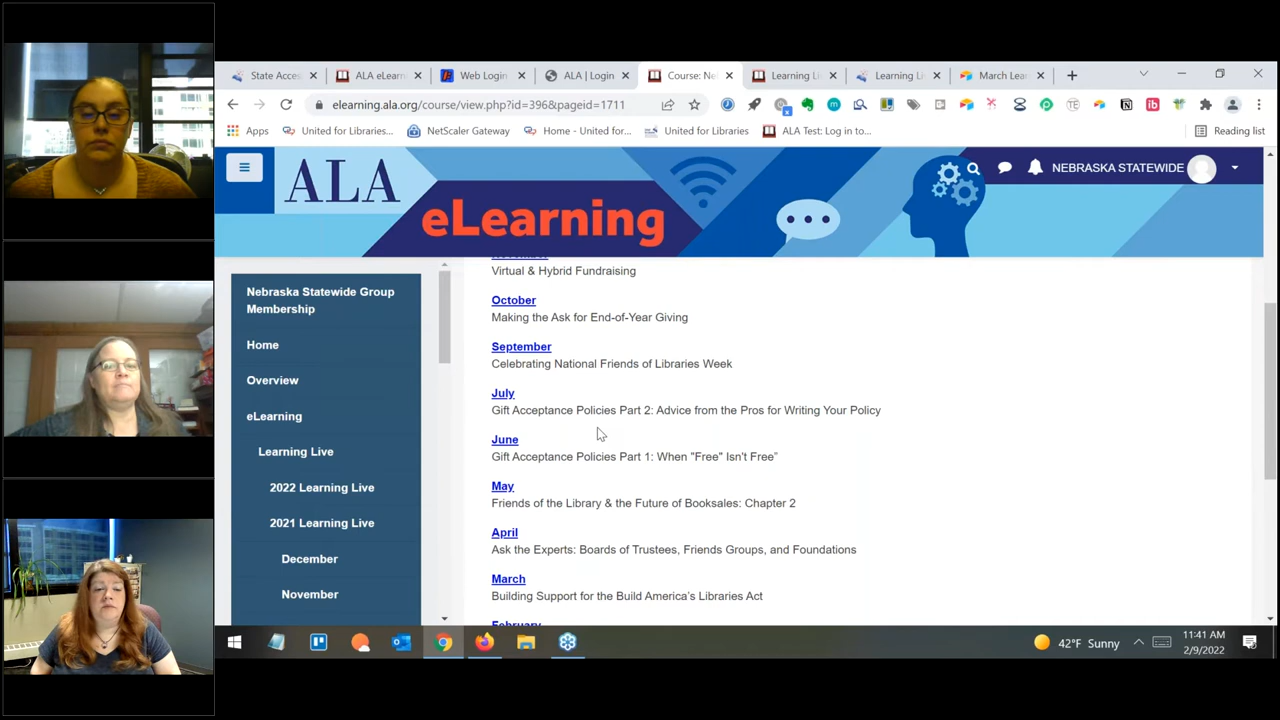 State Acces
ALA eLearn
Web Login
ALA | Login
Course: Ne
Learning Li
Learning Li
March Lea
elearning.ala.org/course/view.php?id=396&pageid=1711
Apps
United for Libraries...
NetScaler Gateway
Home - United for...
United for Libraries
ALA Test: Log in to...
Reading list
ALA
eLearning
NEBRASKA STATEWIDE
Nebraska Statewide Group
Membership
Home
Overview
eLearning
Learning Live
2022 Learning Live
2021 Learning Live
December
November
November
Virtual & Hybrid Fundraising
October
Making the Ask for End-of-Year Giving
September
Celebrating National Friends of Libraries Week
July
Gift Acceptance Policies Part 2: Advice from the Pros for Writing Your Policy
June
Gift Acceptance Policies Part 1: When "Free" Isn't Free"
May
Friends of the Library & the Future of Booksales: Chapter 2
April
Ask the Experts: Boards of Trustees, Friends Groups, and Foundations
March
Building Support for the Build America's Libraries Act
February
42°F Sunny
11:41 AM
2/9/2022